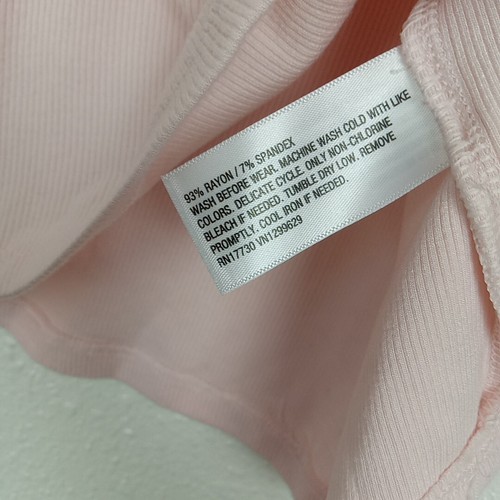 93% RAYON / 7% SPANDEX
WASH BEFORE WEAR. MACHINE WASH COLD WITH LIKE
COLORS. DELICATE CYCLE. ONLY NON-CHLORINE
BLEACH IF NEEDED. TUMBLE DRY LOW. REMOVE
PROMPTLY. COOL IRON IF NEEDED.
RN17730 VN1299629